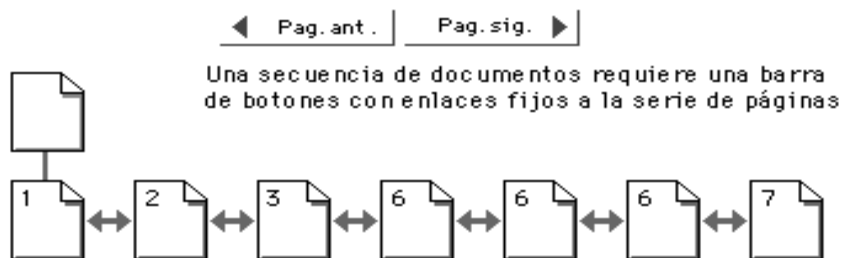 Pag. ant. Pag. sig.
Una secuencia de documentos requiere una barra
de botones con enlaces fijos a la serie de páginas
1 2 3 6 6 6 7